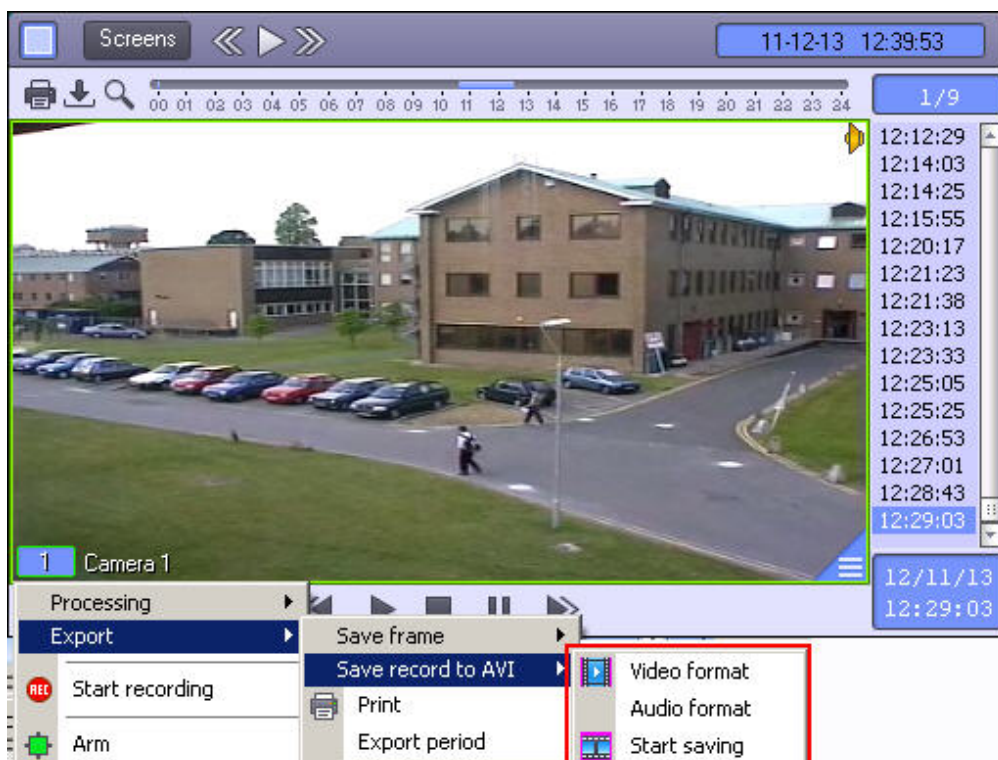 Screens
11-12-13 12:39:53
00 01 02 03 04 05 06 07 08 09 10 11 12 13 14 15 16 17 18 19 20 21 22 23 24
1/9
12:12:29
12:14:03
12:14:25
12:15:55
12:20:17
12:21:23
12:21:38
12:23:13
12:23:33
12:25:05
12:25:25
12:26:53
12:27:01
12:28:43
12:29:03
1 Camera 1
12/11/13
12:29:03
Processing
Export
REC Start recording
Arm
Save frame
Save record to AVI
Print
Export period
Video format
Audio format
Start saving